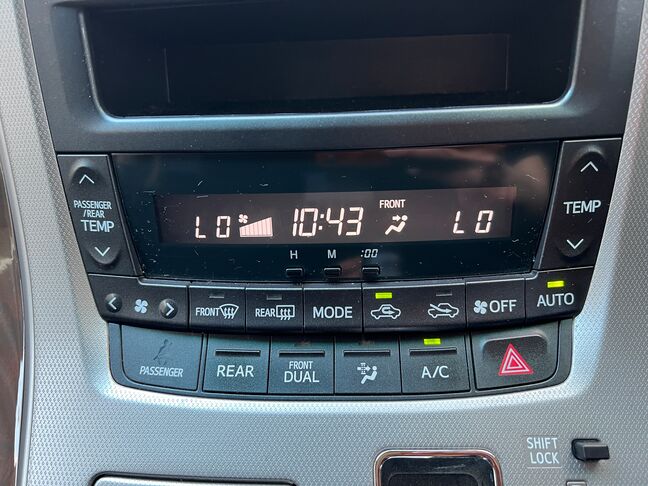 FRONT
PASSENGER
/REAR
TEMP
LO
10:43
LO
TEMP
H M :00
FRONT
REAR
MODE
OFF
AUTO
PASSENGER
REAR
FRONT
DUAL
A/C
SHIFT
LOCK